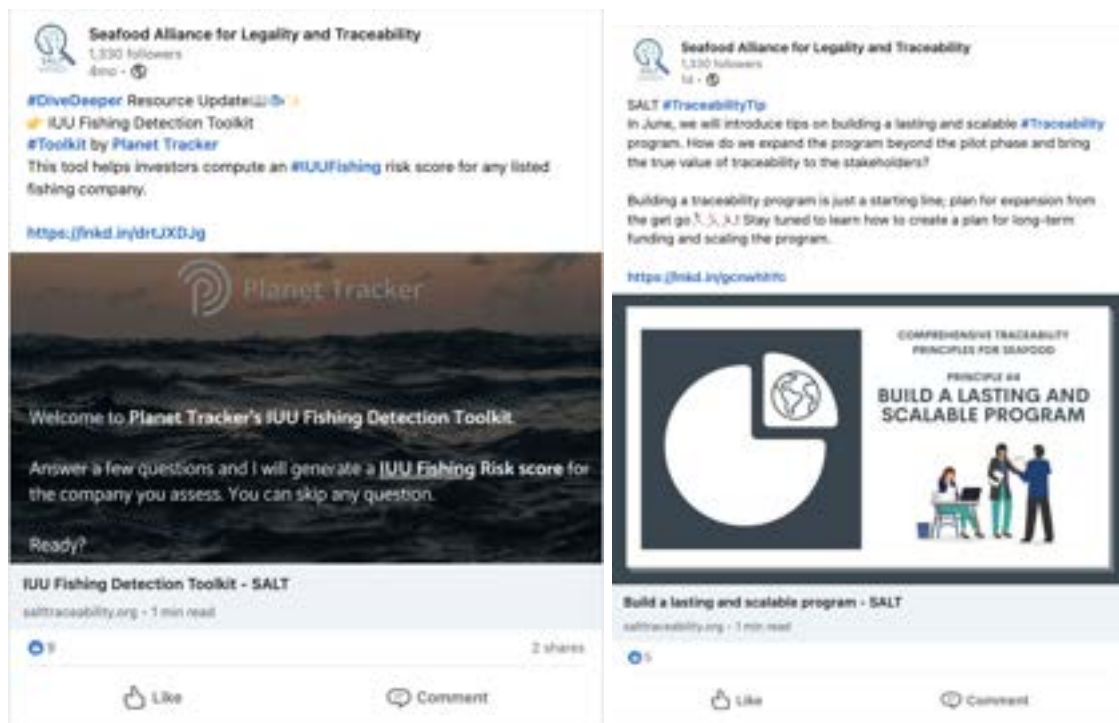 Seafood Alliance for Legality and Traceability
1,330 followers
4mo •
#DiveDeeper Resource Update
IUU Fishing Detection Toolkit
#Toolkit by Planet Tracker
This tool helps investors compute an #IUUFishing risk score for any listed
fishing company.
https://lnkd.in/drtJXDJg
Planet Tracker
Welcome to Planet Tracker's IUU Fishing Detection Toolkit
Answer a few questions and I will generate a IUU Fishing Risk score for
the company you assess. You can skip any question.
Ready?
IUU Fishing Detection Toolkit - SALT
salttraceability.org • 1 min read
9
2 shares
Like
Comment
Seafood Alliance for Legality and Traceability
1,330 followers
1d •
SALT #TraceabilityTip
In June, we will introduce tips on building a lasting and scalable #Traceability
program. How do we expand the program beyond the pilot phase and bring
the true value of traceability to the stakeholders?
Building a traceability program is just a starting line; plan for expansion from
the get go! Stay tuned to learn how to create a plan for long-term
funding and scaling the program.
COMPREHENSIVE TRACEABILITY
PRINCIPLES FOR SEAFOOD
PRINCIPLE #4
BUILD A LASTING AND
SCALABLE PROGRAM
Build a lasting and scalable program - SALT
salttraceability.org • 1 min read
5
Like
Comment